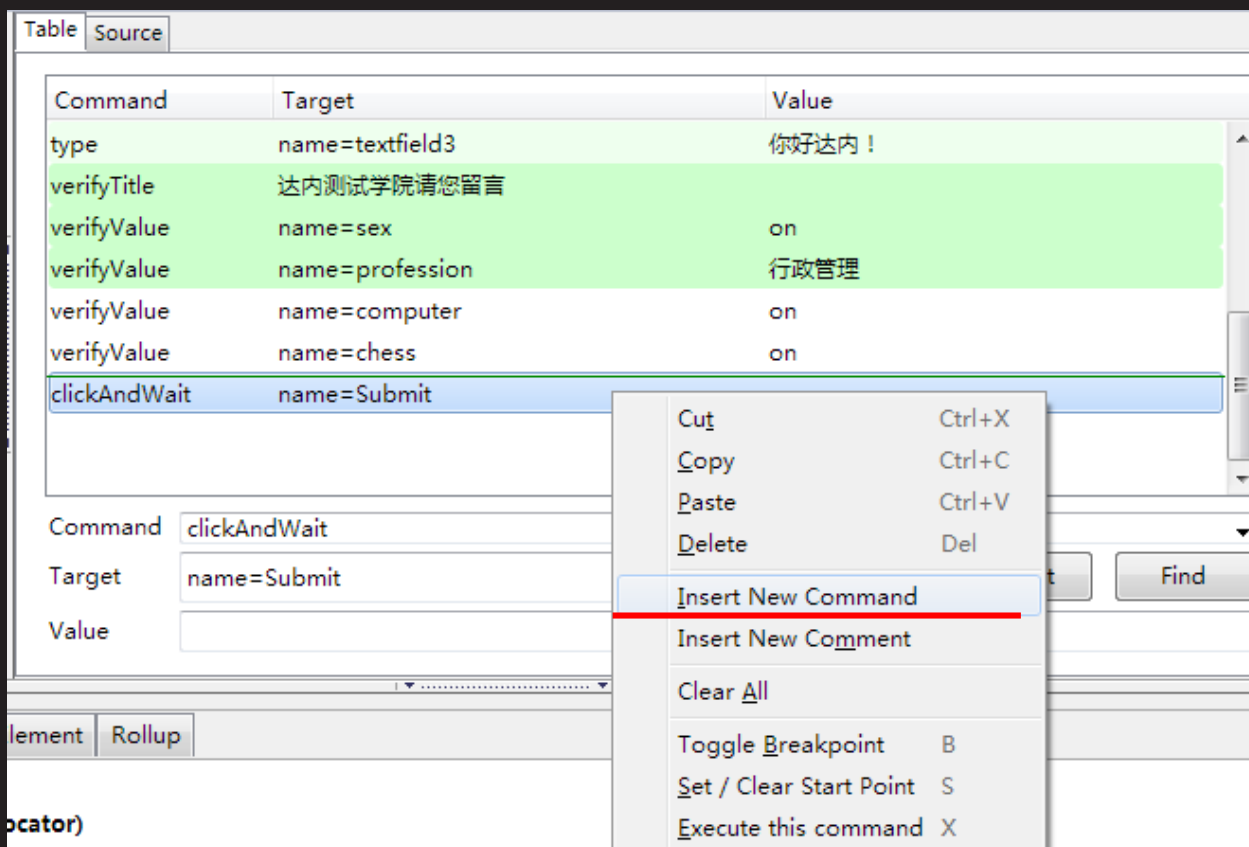 Table Source
Command Target Value
type name=textfield3 你好达内！
verifyTitle 达内测试学院请您留言
verifyValue name=sex on
verifyValue name=profession 行政管理
verifyValue name=computer on
verifyValue name=chess on
clickAndWait name=Submit
Cut Ctrl+X
Copy Ctrl+C
Paste Ctrl+V
Delete Del
Insert New Command
Insert New Comment
Clear All
Toggle Breakpoint B
Set / Clear Start Point S
Execute this command X
Command clickAndWait
Target name=Submit t Find
Value
lement Rollup
ocator)